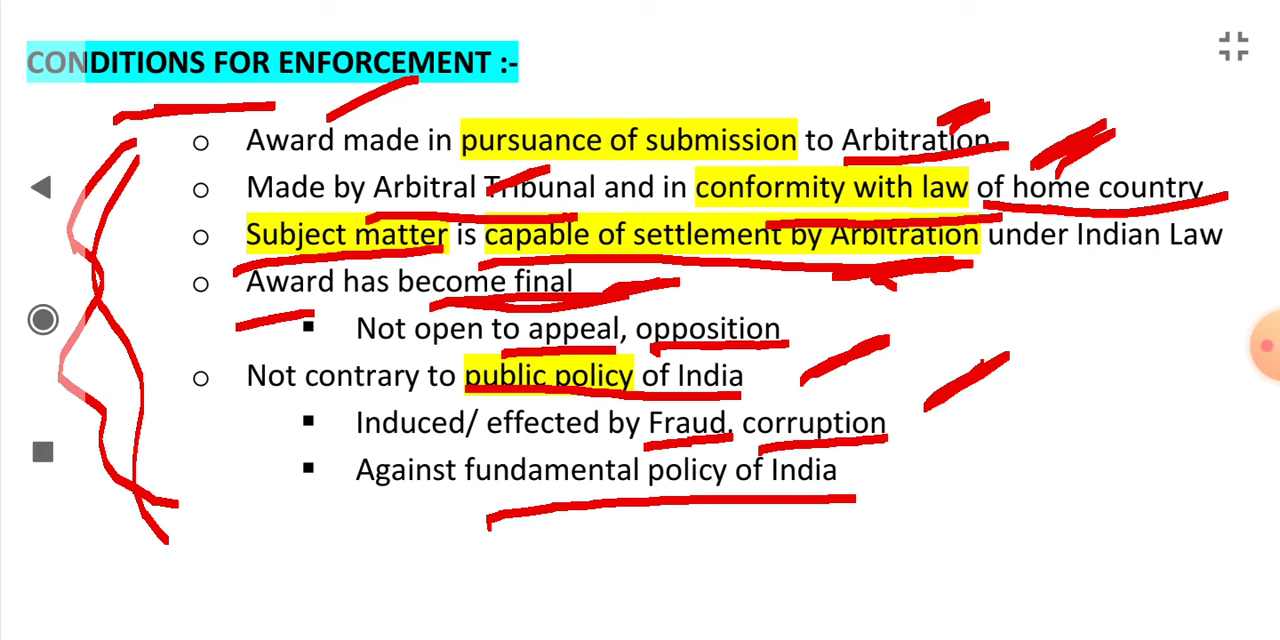 CONDITIONS FOR ENFORCEMENT :-
o Award made in pursuance of submission to Arbitration
o Made by Arbitral Tribunal and in conformity with law of home country
o Subject matter is capable of settlement by Arbitration under Indian Law
o Award has become final
▪ Not open to appeal, opposition
o Not contrary to public policy of India
▪ Induced/ effected by Fraud, corruption
▪ Against fundamental policy of India